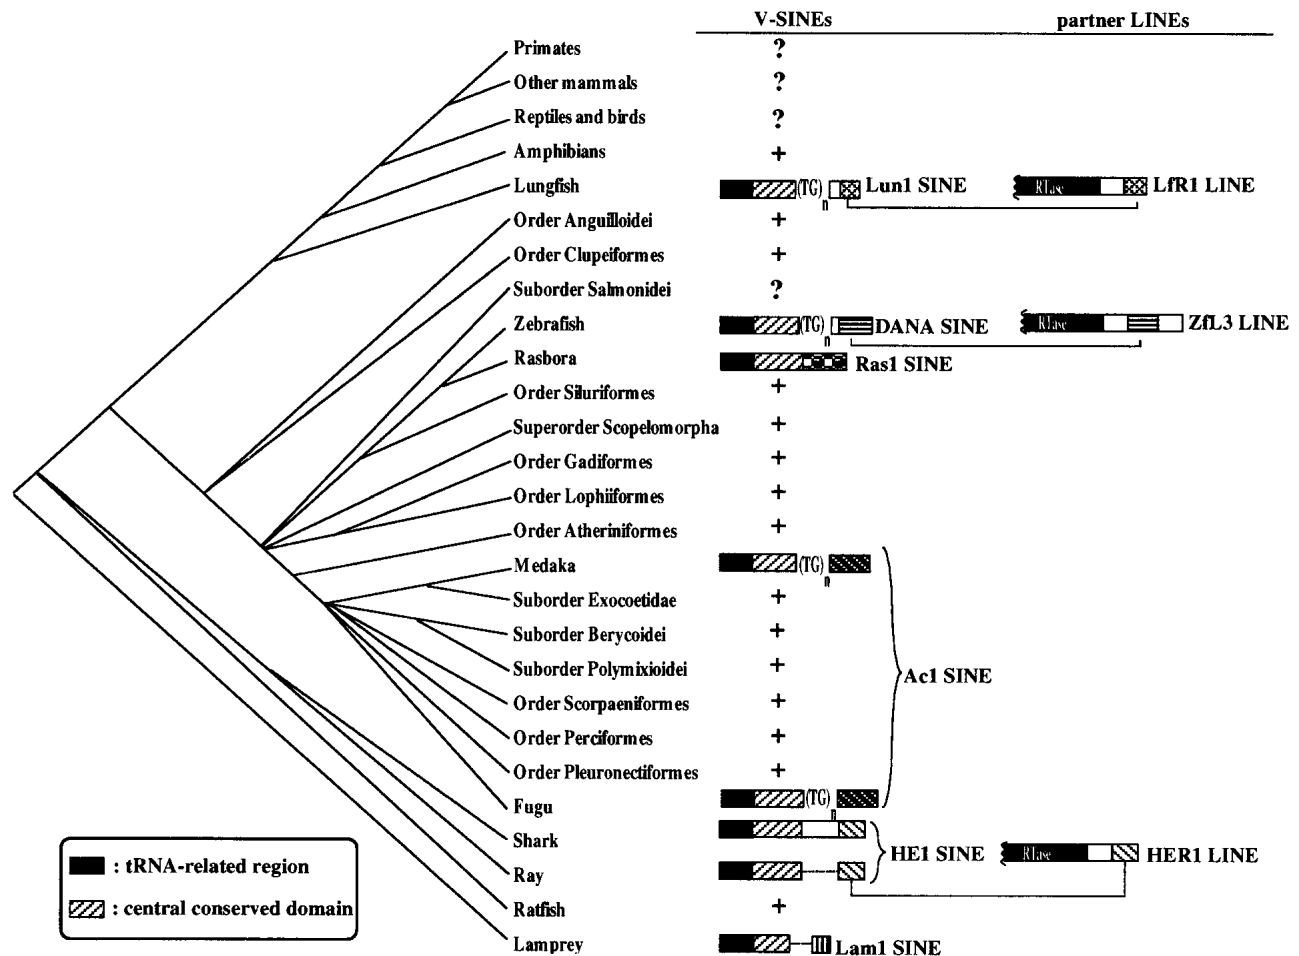 V-SINEs partner LINEs
Primates ?
Other mammals ?
Reptiles and birds ?
Amphibians +
Lungfish (TG)n Lun1 SINE RTase LfR1 LINE
Order Anguilloidei +
Order Clupeiformes +
Suborder Salmonidei ?
Zebrafish (TG)n DANA SINE RTase ZfL3 LINE
Rasbora Ras1 SINE
Order Siluriformes +
Superorder Scopelomorpha +
Order Gadiformes +
Order Lophiiformes +
Order Atheriniformes +
Medaka (TG)n
Suborder Exocoetidae +
Suborder Berycoidei +
Suborder Polymixioidei +
Ac1 SINE
Order Scorpaeniformes +
Order Perciformes +
Order Pleuronectiformes +
Fugu (TG)n
Shark
HE1 SINE RTase HER1 LINE
Ray
Ratfish +
Lamprey Lam1 SINE
: tRNA-related region
: central conserved domain